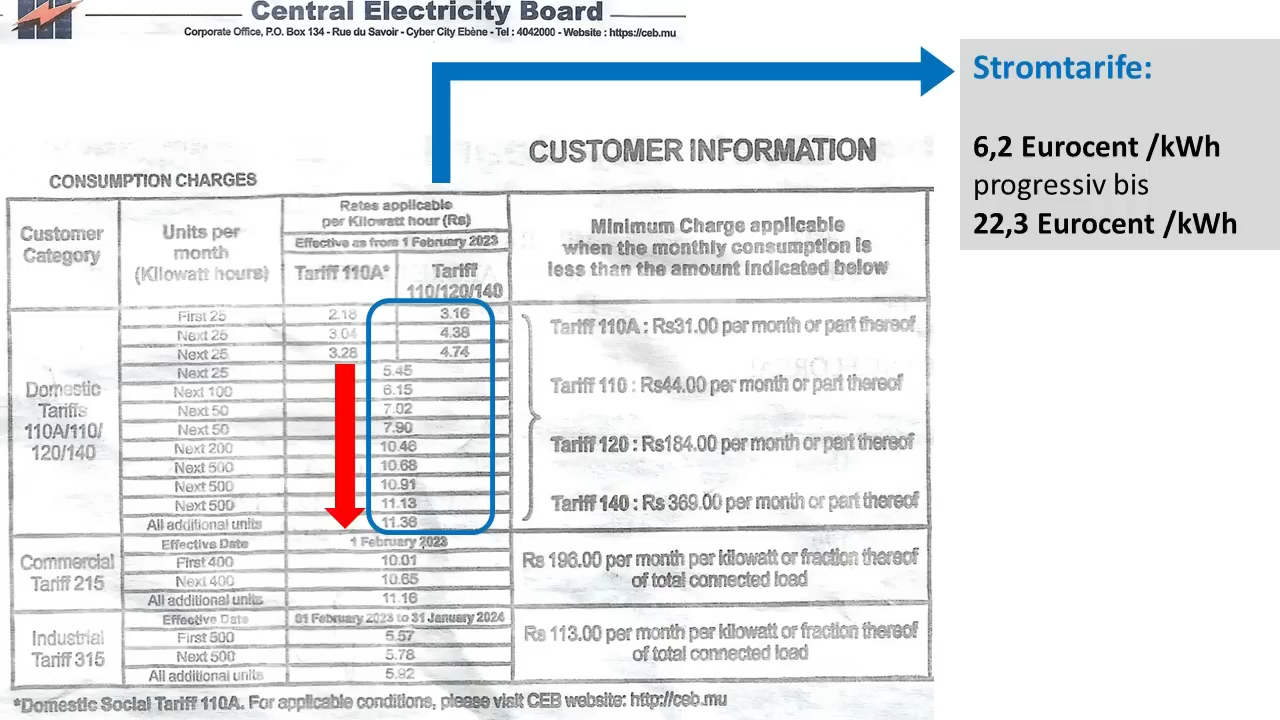 Central Electricity Board
Corporate Office, P.O. Box 134 - Rue du Savoir - Cyber City Ebène - Tel : 4042000 - Website : https://ceb.mu
Stromtarife:
6,2 Eurocent /kWh
progressiv bis
22,3 Eurocent /kWh
CUSTOMER INFORMATION
CONSUMPTION CHARGES
Customer Category
Units per month (Kilowatt hours)
Rates applicable per Kilowatt hour (Rs)
Effective as from 1 February 2023
Tariff 110A*
Tariff 110/120/140
Minimum Charge applicable
when the monthly consumption is
less than the amount indicated below
Domestic
Tariffs
110A/110/
120/140
First 25 2.18 3.16
Next 25 3.04 4.38
Next 25 3.28 4.74
Next 25 5.45
Next 100 6.15
Next 50 7.02
Next 50 7.90
Next 200 10.46
Next 500 10.68
Next 500 10.91
Next 500 11.13
All additional units 11.36
Tariff 110A : Rs31.00 per month or part thereof
Tariff 110 : Rs44.00 per month or part thereof
Tariff 120 : Rs184.00 per month or part thereof
Tariff 140 : Rs 369.00 per month or part thereof
Commercial
Tariff 215
Effective Date 1 February 2023
First 400 10.01
Next 400 10.65
All additional units 11.16
Rs 196.00 per month per kilowatt or fraction thereof
of total connected load
Industrial
Tariff 315
Effective Date 01 February 2023 to 31 January 2024
First 500 5.57
Next 500 5.78
All additional units 5.92
Rs 113.00 per month per kilowatt or fraction thereof
of total connected load
*Domestic Social Tariff 110A. For applicable conditions, please visit CEB website: http://ceb.mu